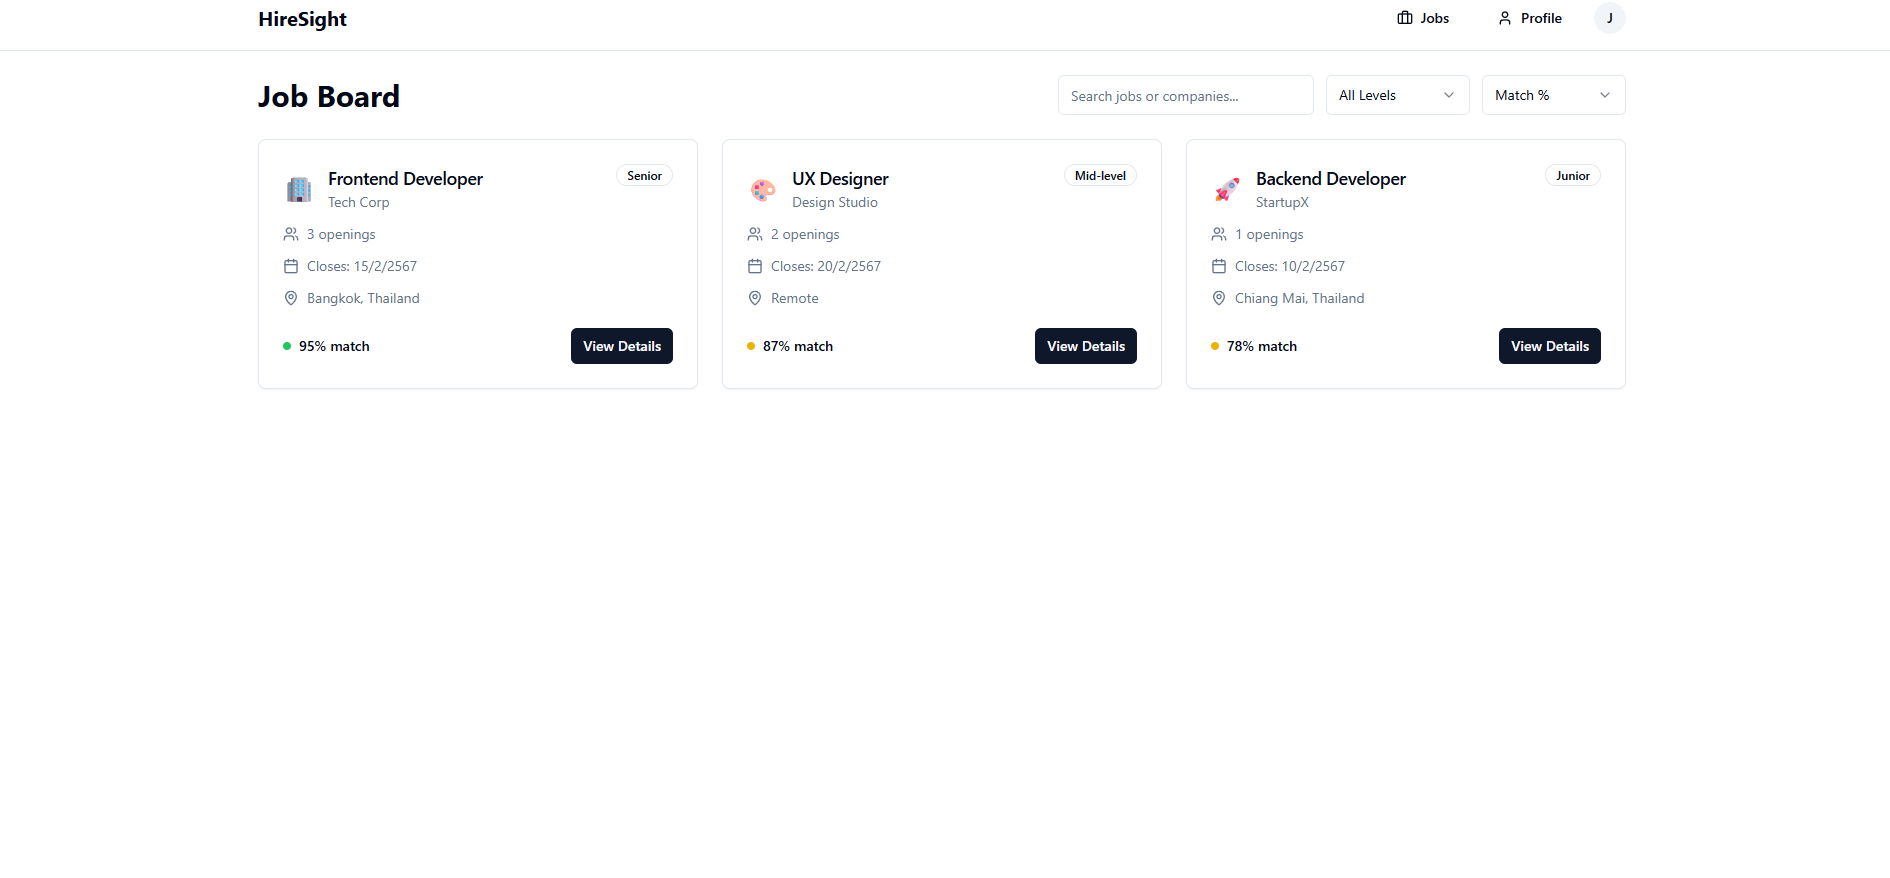 HireSight
Jobs
Profile
J
Job Board
Search jobs or companies...
All Levels
Match %
Frontend Developer
Senior
Tech Corp
3 openings
Closes: 15/2/2567
Bangkok, Thailand
95% match
View Details
UX Designer
Mid-level
Design Studio
2 openings
Closes: 20/2/2567
Remote
87% match
View Details
Backend Developer
Junior
StartupX
1 openings
Closes: 10/2/2567
Chiang Mai, Thailand
78% match
View Details